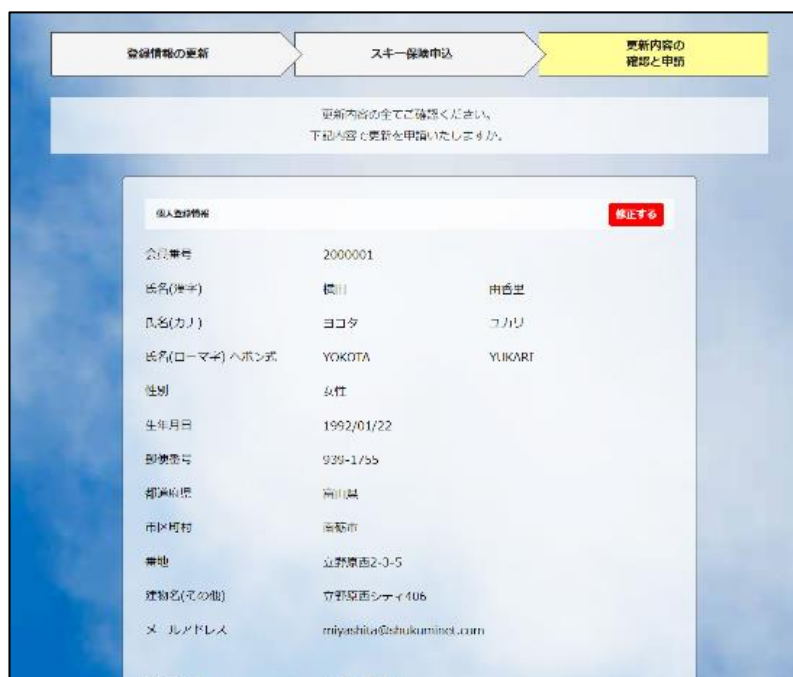 登録情報の更新 スキー保険申込 更新内容の
確認と申請
更新内容の全てご確認ください。
下記内容で更新を申請いたしますか。
個人登録情報 修正する
会員番号 2000001
氏名(漢字) 横田 由香里
氏名(カナ) ヨコタ ユカリ
氏名(ローマ字) ヘボン式 YOKOTA YUKARI
性別 女性
生年月日 1992/01/22
郵便番号 939-1755
都道府県 富山県
市区町村 南砺市
番地 立野原西2-3-5
建物名(その他) 立野原西シティ406
メールアドレス miyashita@shukuminet.com